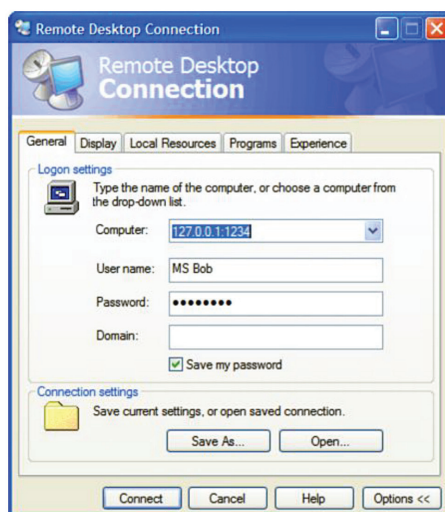 Remote Desktop Connection
Remote Desktop
Connection
General Display Local Resources Programs Experience
Logon settings
Type the name of the computer, or choose a computer from
the drop-down list.
Computer: 127.0.0.1:1234
User name: MS Bob
Password: ••••••••
Domain:
Save my password
Connection settings
Save current settings, or open saved connection.
Save As... Open...
Connect Cancel Help Options <<